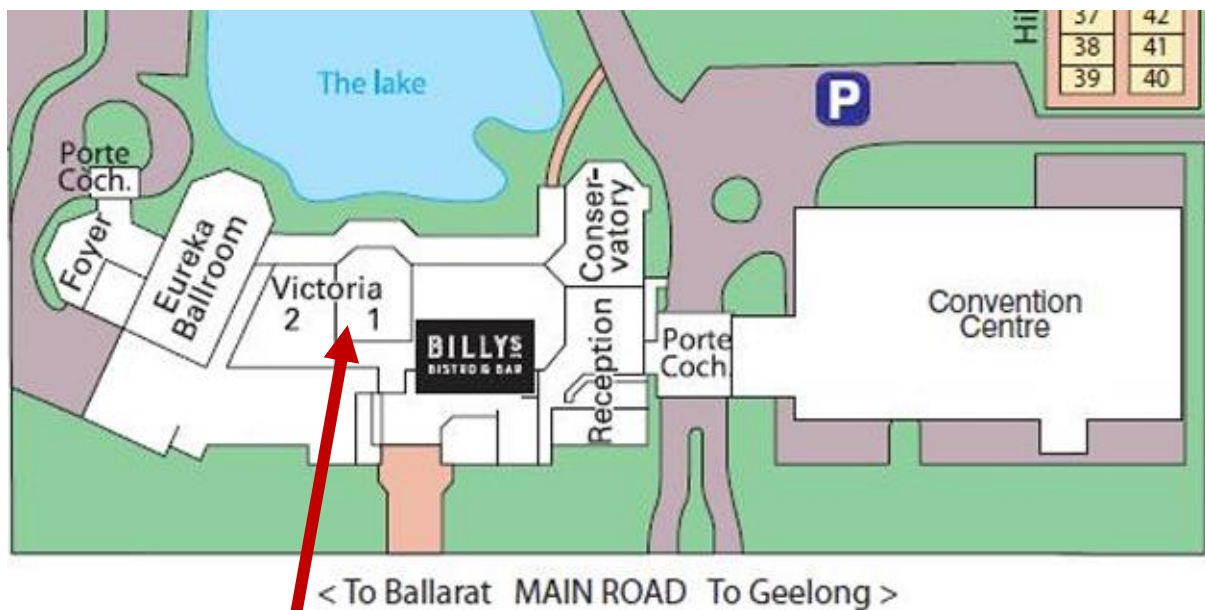 Hil
37 42
38 41
39 40
The lake
P
Porte
Coch.
Foyer
Eureka
Ballroom
Victoria
2 1
Conser-
vatory
BILLYS
BISTRO & BAR
Reception
Porte
Coch.
Convention
Centre
< To Ballarat MAIN ROAD To Geelong >